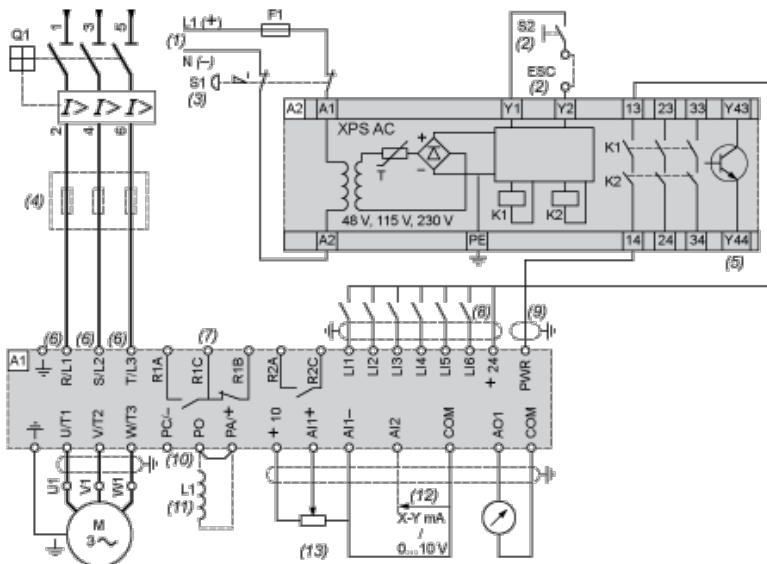 1 3 5
Q1
I> I> I>
2 4 6
(4)
L1 (+)
(1)
N (–)
S1
(3)
F1
S2
(2)
ESC
(2)
A2 A1 Y1 Y2 13 23 33 Y43
XPS AC
+
–
T
K1
K2
K1 K2
48 V, 115 V, 230 V
A2 PE 14 24 34 Y44
(5)
(6) (6) (6) (7) (8) (9)
A1
R/L1 S/L2 T/L3 R1A R1C R1B R2A R2C LI1 LI2 LI3 LI4 LI5 LI6 + 24 PWR
U/T1 V/T2 W/T3 PC/– PO PA/+ + 10 AI1+ AI1– AI2 COM AO1 COM
(10)
U1 V1 W1
M
3
L1
(11)
(12)
X-Y mA
/
0...10 V
(13)